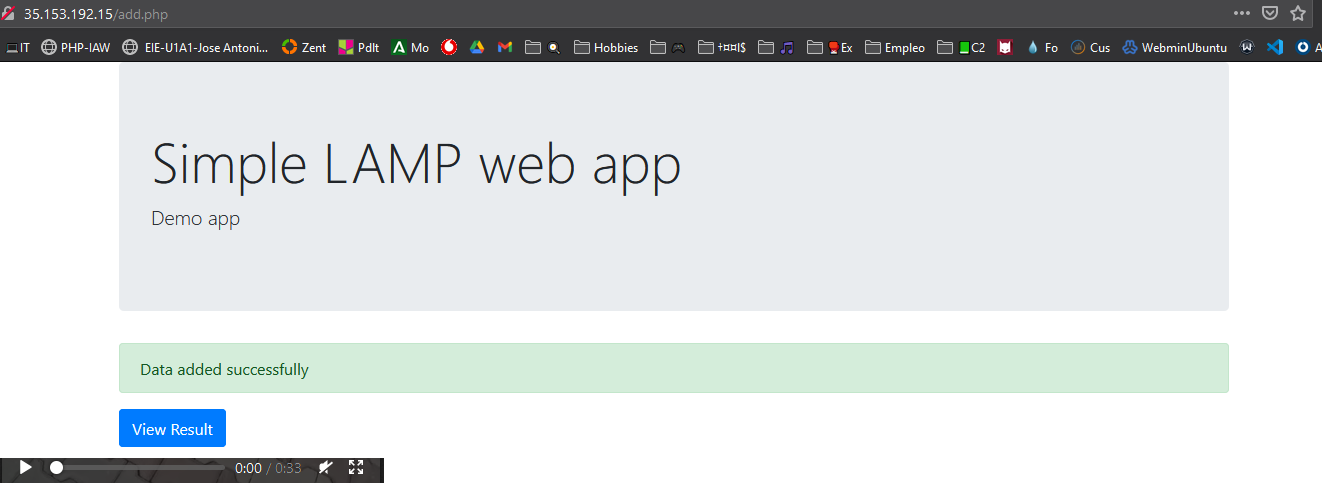 35.153.192.15/add.php
IT PHP-IAW EIE-U1A1-Jose Antoni... Zent Pdlt Mo Hobbies Ex Empleo C2 Fo Cus WebminUbuntu A
Simple LAMP web app
Demo app
Data added successfully
View Result
0:00 / 0:33